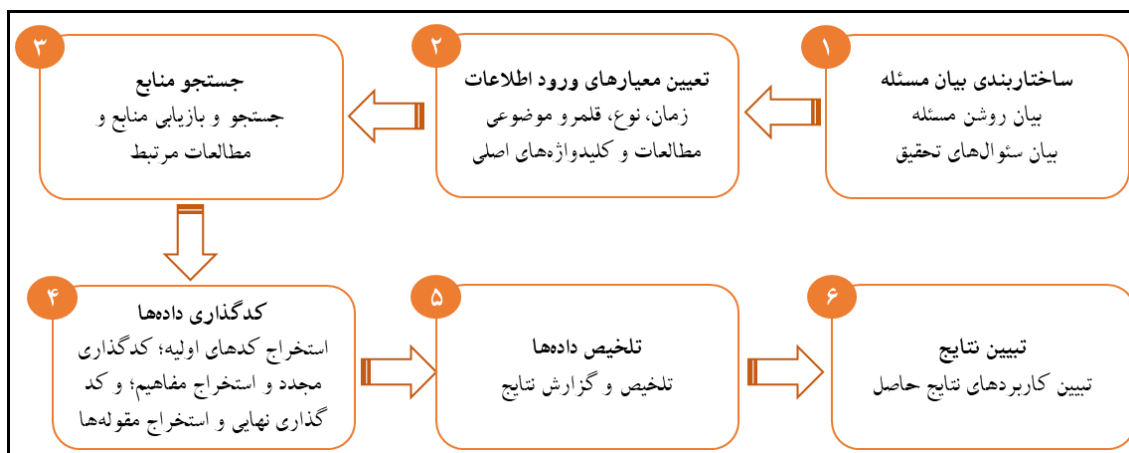 ۱
ساختاربندی بیان مسئله
بیان روشن مسئله
بیان سئوال‌های تحقیق
۲
تعیین معیارهای ورود اطلاعات
زمان، نوع، قلمرو موضوعی
مطالعات و کلیدواژه‌های اصلی
۳
جستجو منابع
جستجو و بازیابی منابع و
مطالعات مرتبط
۴
کدگذاری داده‌ها
استخراج کدهای اولیه؛ کدگذاری
مجدد و استخراج مفاهیم؛ و کد
گذاری نهایی و استخراج مقوله‌ها
۵
تلخیص داده‌ها
تلخیص و گزارش نتایج
۶
تبیین نتایج
تبیین کاربردهای نتایج حاصل